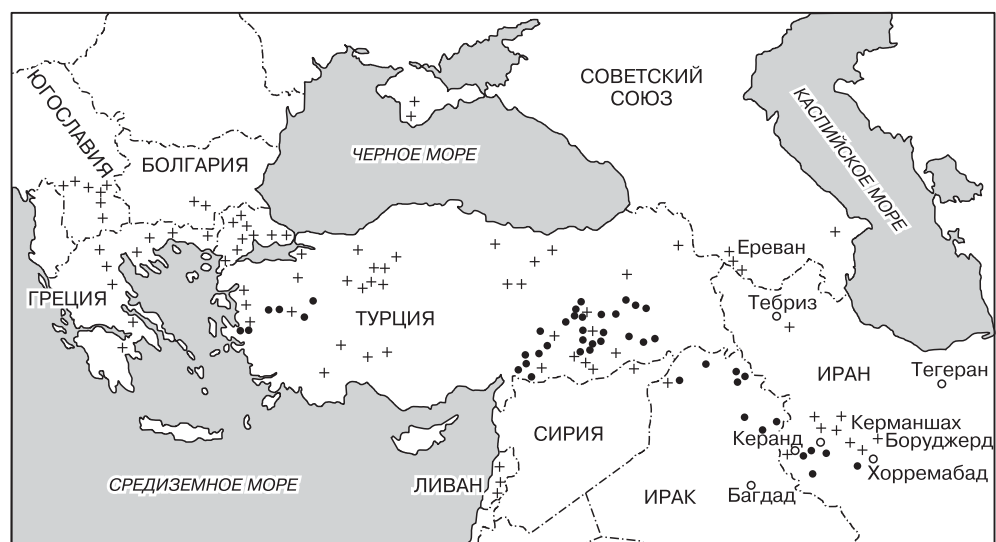 СОВЕТСКИЙ
СОЮЗ
ЮГОСЛАВИЯ
КАСПИЙСКОЕ МОРЕ
БОЛГАРИЯ
ЧЕРНОЕ МОРЕ
Ереван
ГРЕЦИЯ
Тебриз
ТУРЦИЯ
ИРАН
Тегеран
Керманшах
СИРИЯ
Керанд
Боруджерд
Хорремабад
СРЕДИЗЕМНОЕ МОРЕ
ЛИВАН
ИРАК
Багдад